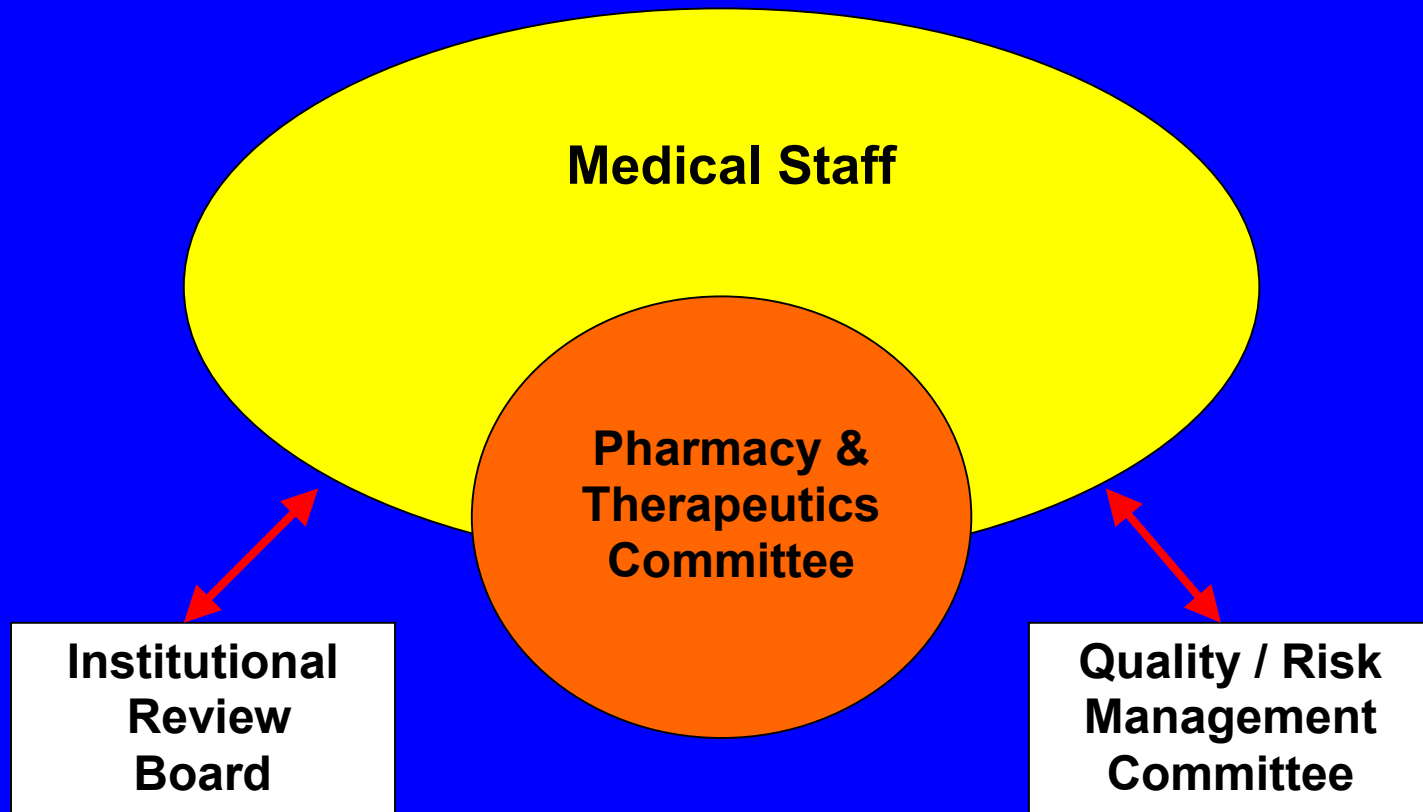 Medical Staff
Pharmacy &
Therapeutics
Committee
Institutional
Review
Board
Quality / Risk
Management
Committee